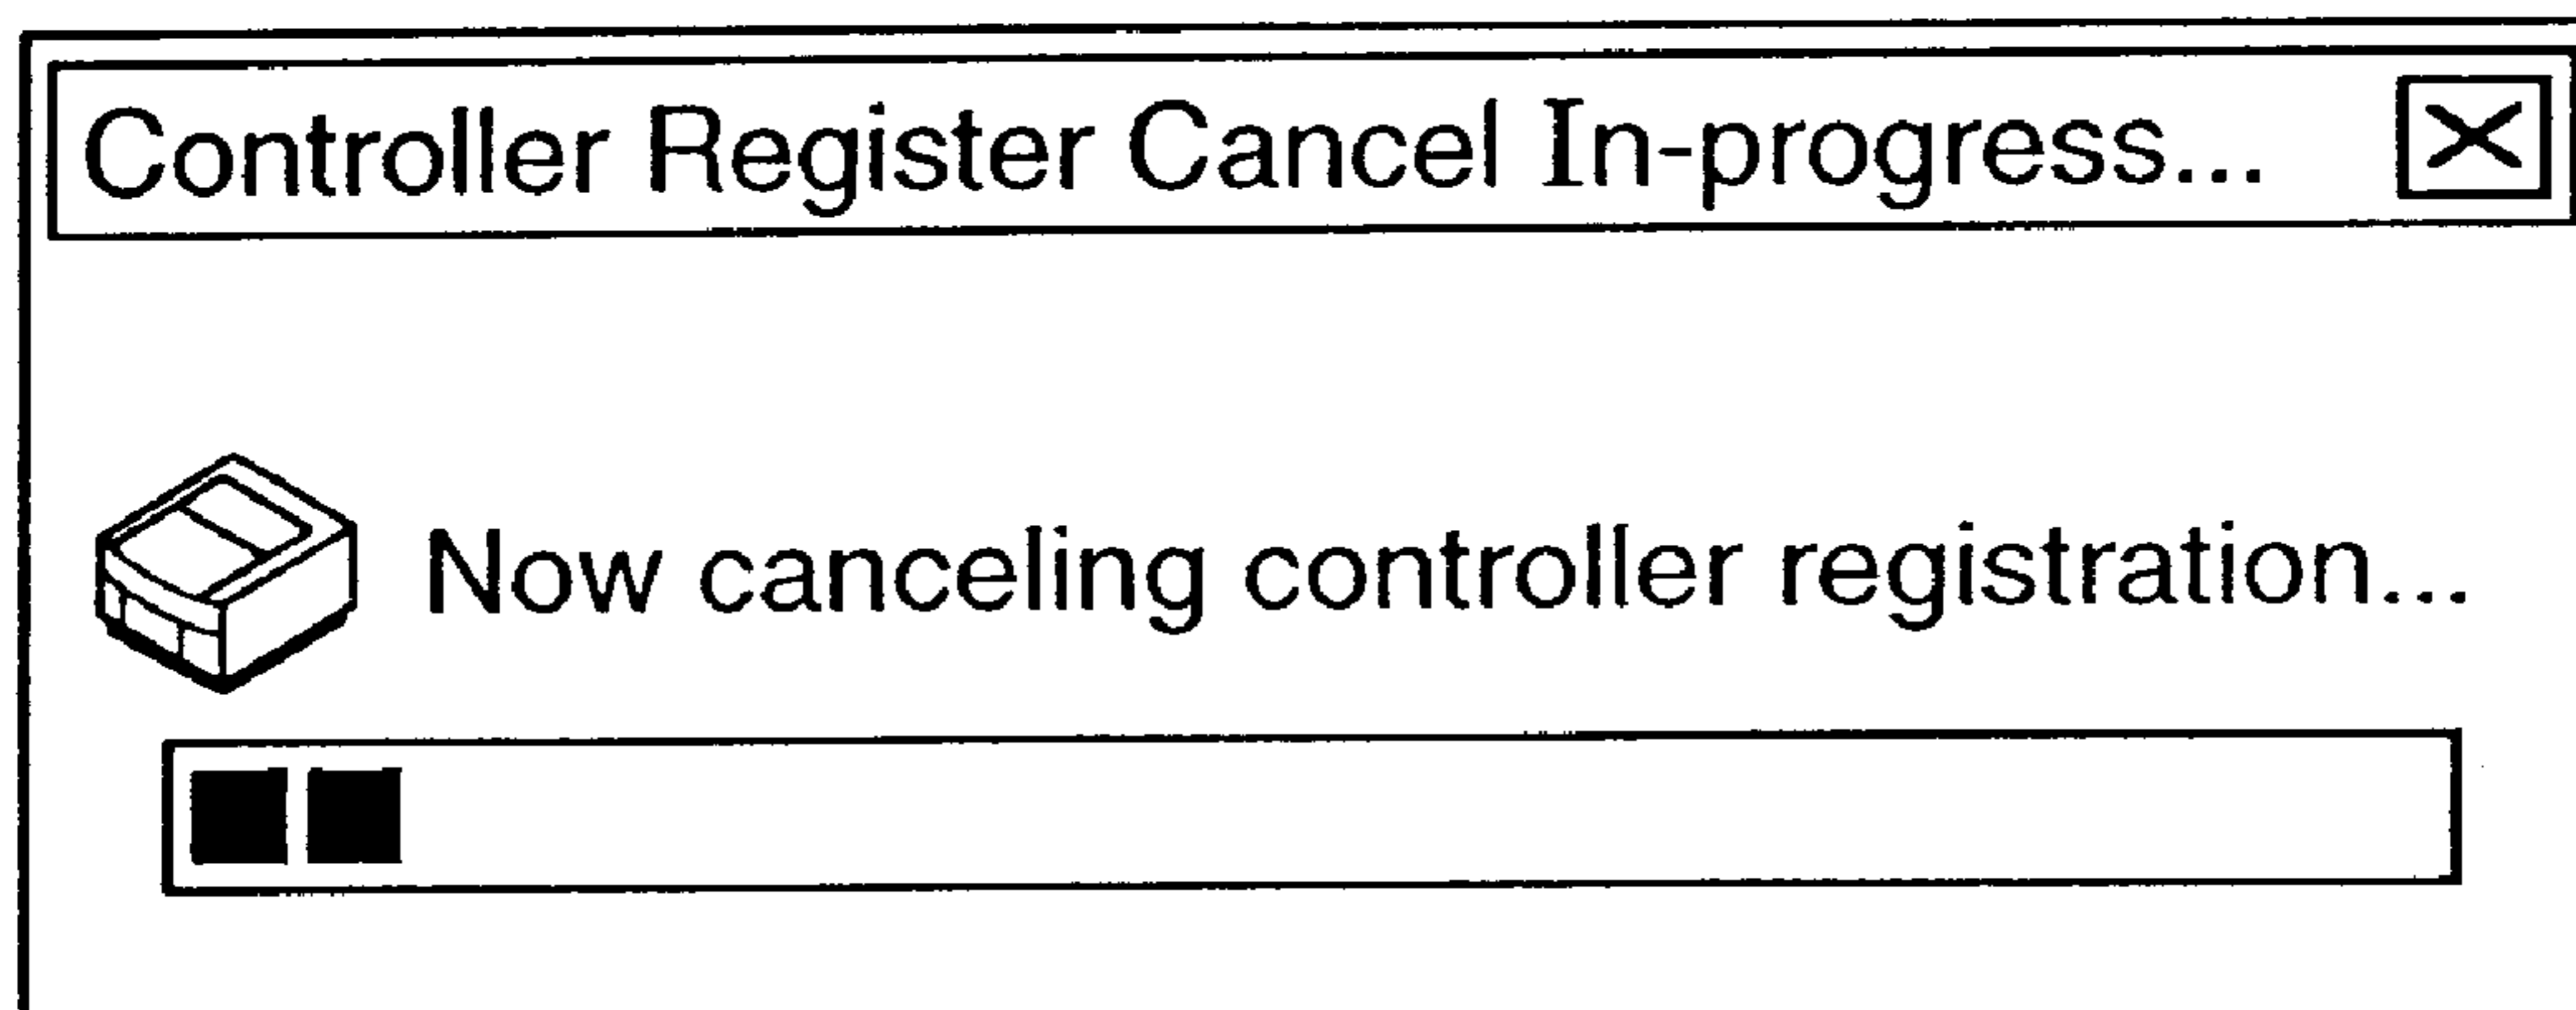 Controller Register Cancel In-progress...
Now canceling controller registration...